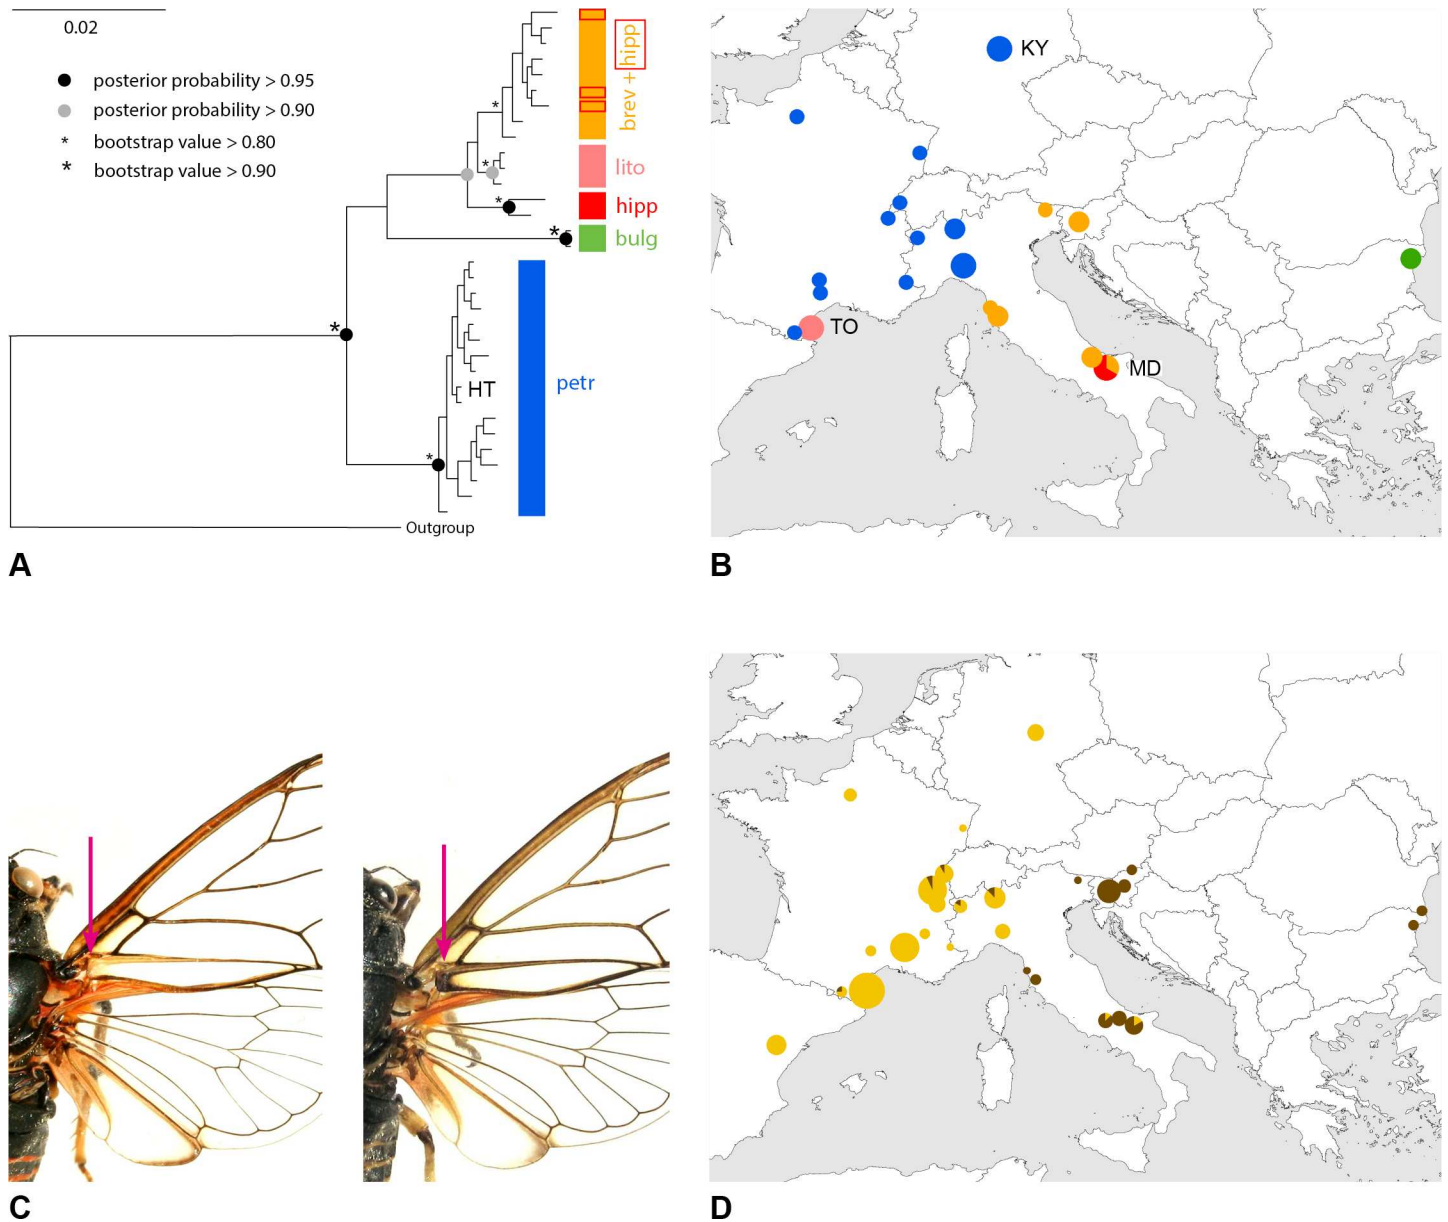 0.02
posterior probability > 0.95
posterior probability > 0.90
* bootstrap value > 0.80
* bootstrap value > 0.90
brev + hipp
lito
hipp
bulg
petr
HT
Outgroup
A
KY
TO
MD
B
C
D